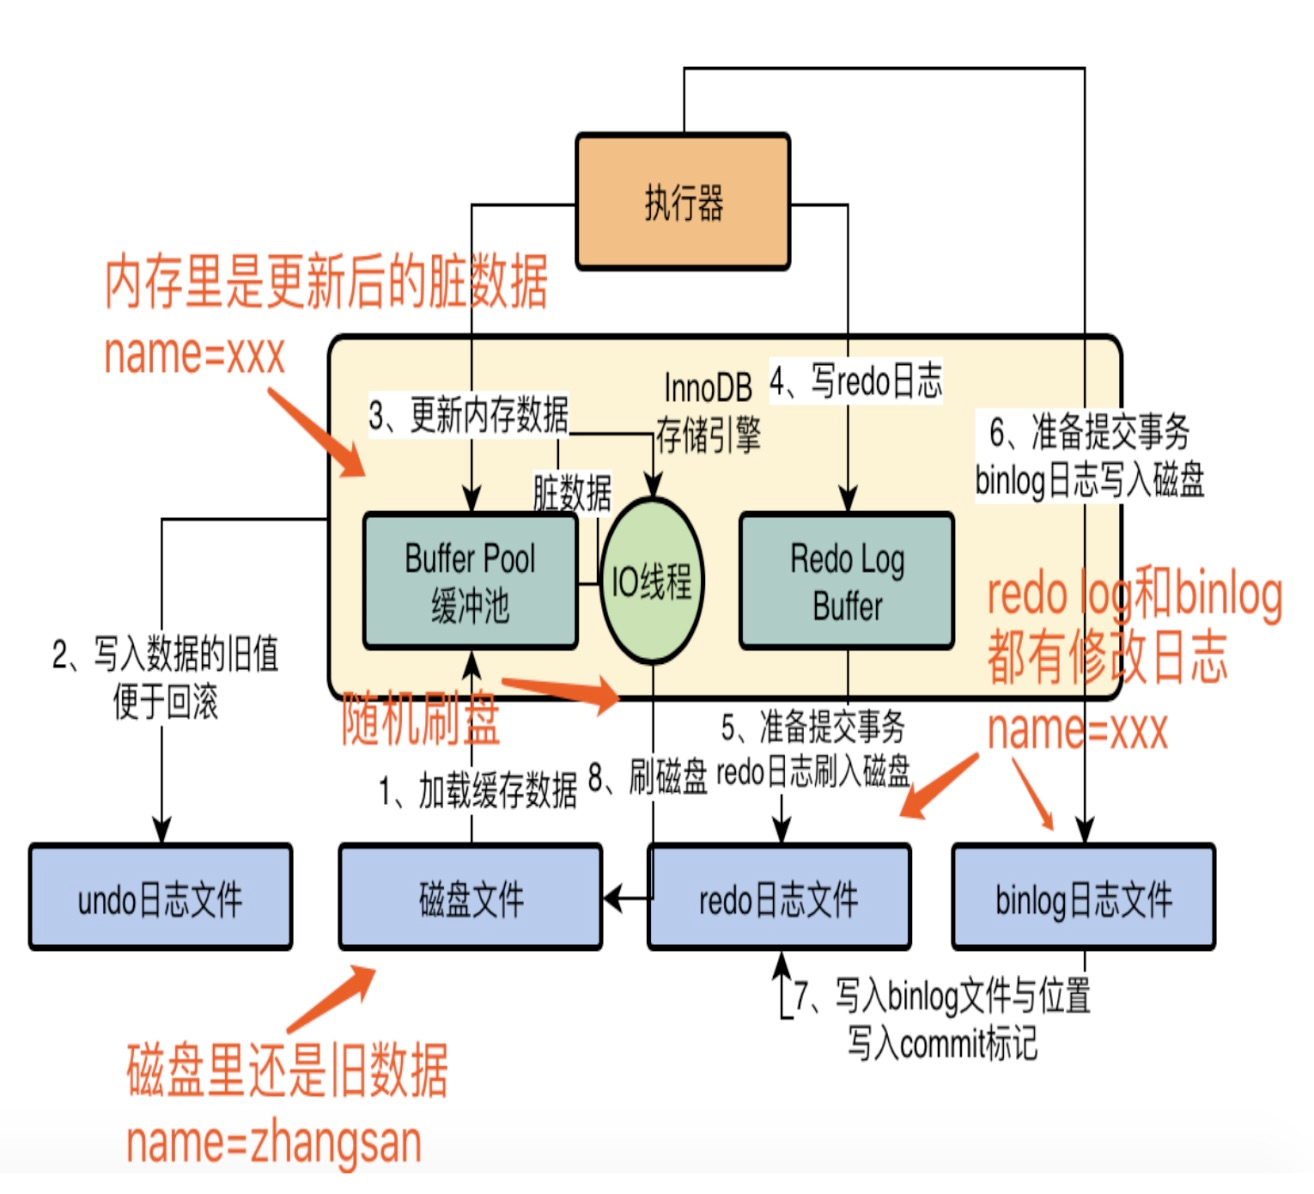 执行器
内存里是更新后的脏数据
name=xxx
InnoDB
存储引擎
4、写redo日志
3、更新内存数据
脏数据
6、准备提交事务
binlog日志写入磁盘
Buffer Pool
缓冲池
IO线程
Redo Log
Buffer
redo log和binlog
都有修改日志
name=xxx
2、写入数据的旧值
便于回滚
随机刷盘
1、加载缓存数据
8、刷磁盘
5、准备提交事务
redo日志刷入磁盘
undo日志文件
磁盘文件
redo日志文件
binlog日志文件
7、写入binlog文件与位置
写入commit标记
磁盘里还是旧数据
name=zhangsan